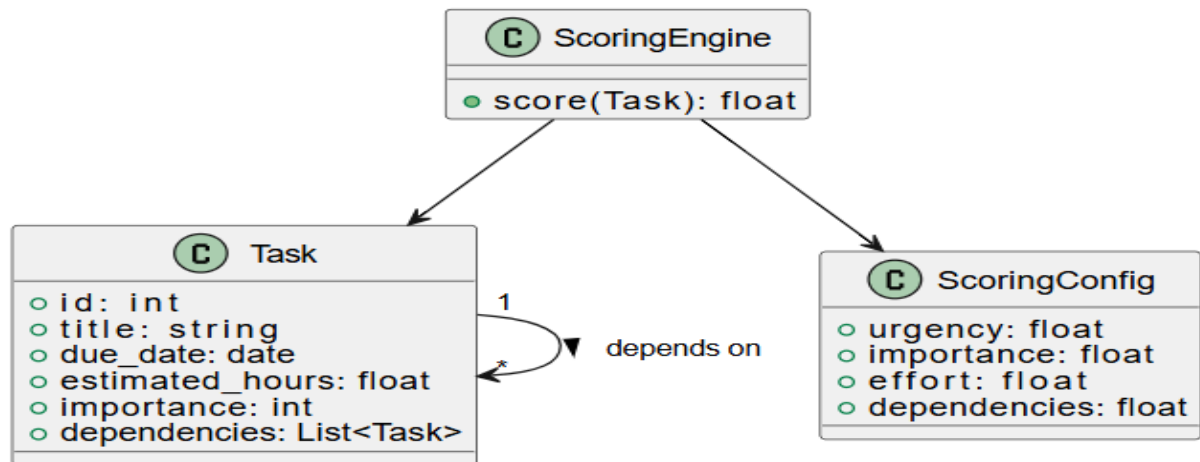 C ScoringEngine
score(Task): float
C Task
id: int
title: string
due_date: date
estimated_hours: float
importance: int
dependencies: List<Task>
1
*
depends on
C ScoringConfig
urgency: float
importance: float
effort: float
dependencies: float